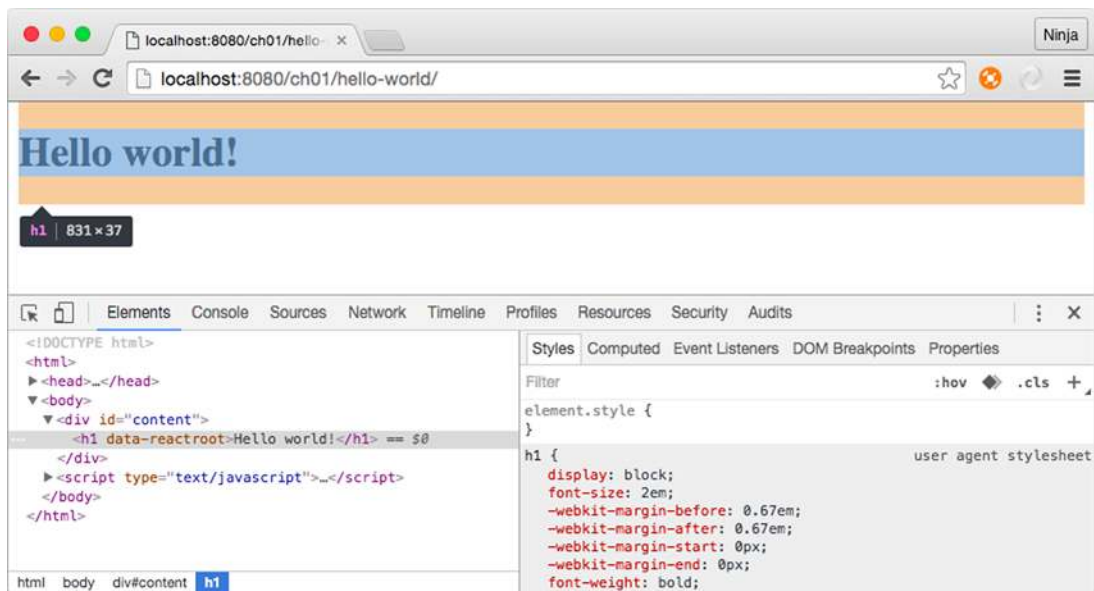 localhost:8080/ch01/hello-
Ninja
localhost:8080/ch01/hello-world/
Hello world!
h1 | 831 × 37
Elements Console Sources Network Timeline Profiles Resources Security Audits
<!DOCTYPE html>
<html>
<head>…</head>
<body>
<div id="content">
<h1 data-reactroot>Hello world!</h1> == $0
</div>
<script type="text/javascript">…</script>
</body>
</html>
html body div#content h1
Styles Computed Event Listeners DOM Breakpoints Properties
Filter :hov .cls +
element.style {
}
h1 { user agent stylesheet
display: block;
font-size: 2em;
-webkit-margin-before: 0.67em;
-webkit-margin-after: 0.67em;
-webkit-margin-start: 0px;
-webkit-margin-end: 0px;
font-weight: bold;